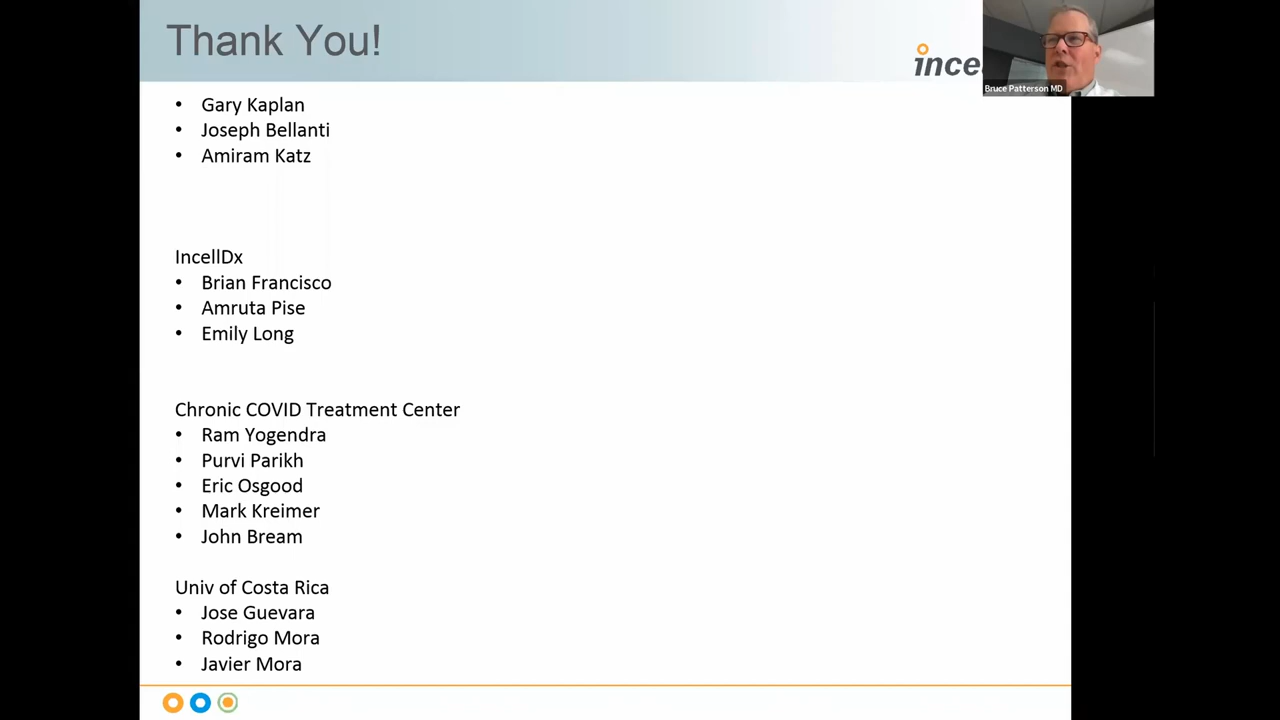 Thank You!
ince
Bruce Patterson MD
• Gary Kaplan
• Joseph Bellanti
• Amiram Katz
IncellDx
• Brian Francisco
• Amruta Pise
• Emily Long
Chronic COVID Treatment Center
• Ram Yogendra
• Purvi Parikh
• Eric Osgood
• Mark Kreimer
• John Bream
Univ of Costa Rica
• Jose Guevara
• Rodrigo Mora
• Javier Mora